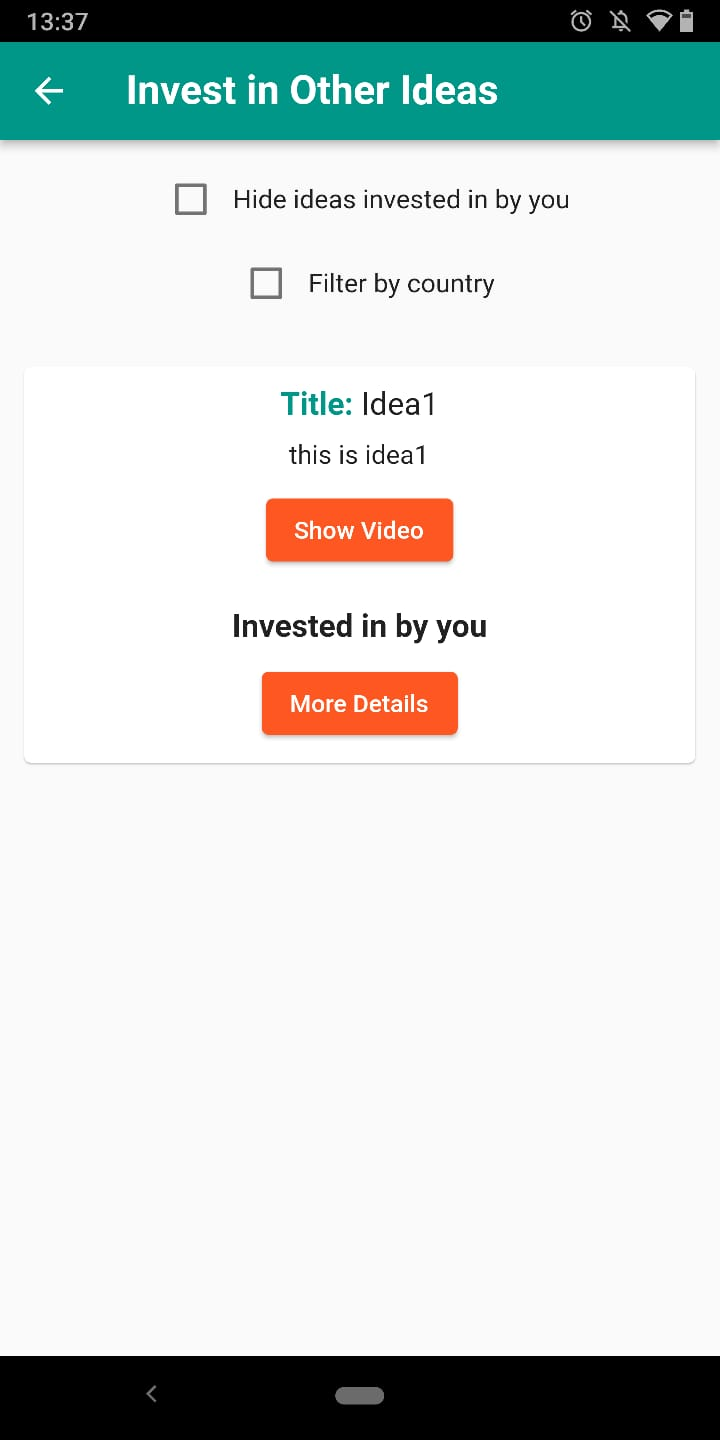 13:37
Invest in Other Ideas
Hide ideas invested in by you
Filter by country
Title: Idea1
this is idea1
Show Video
Invested in by you
More Details